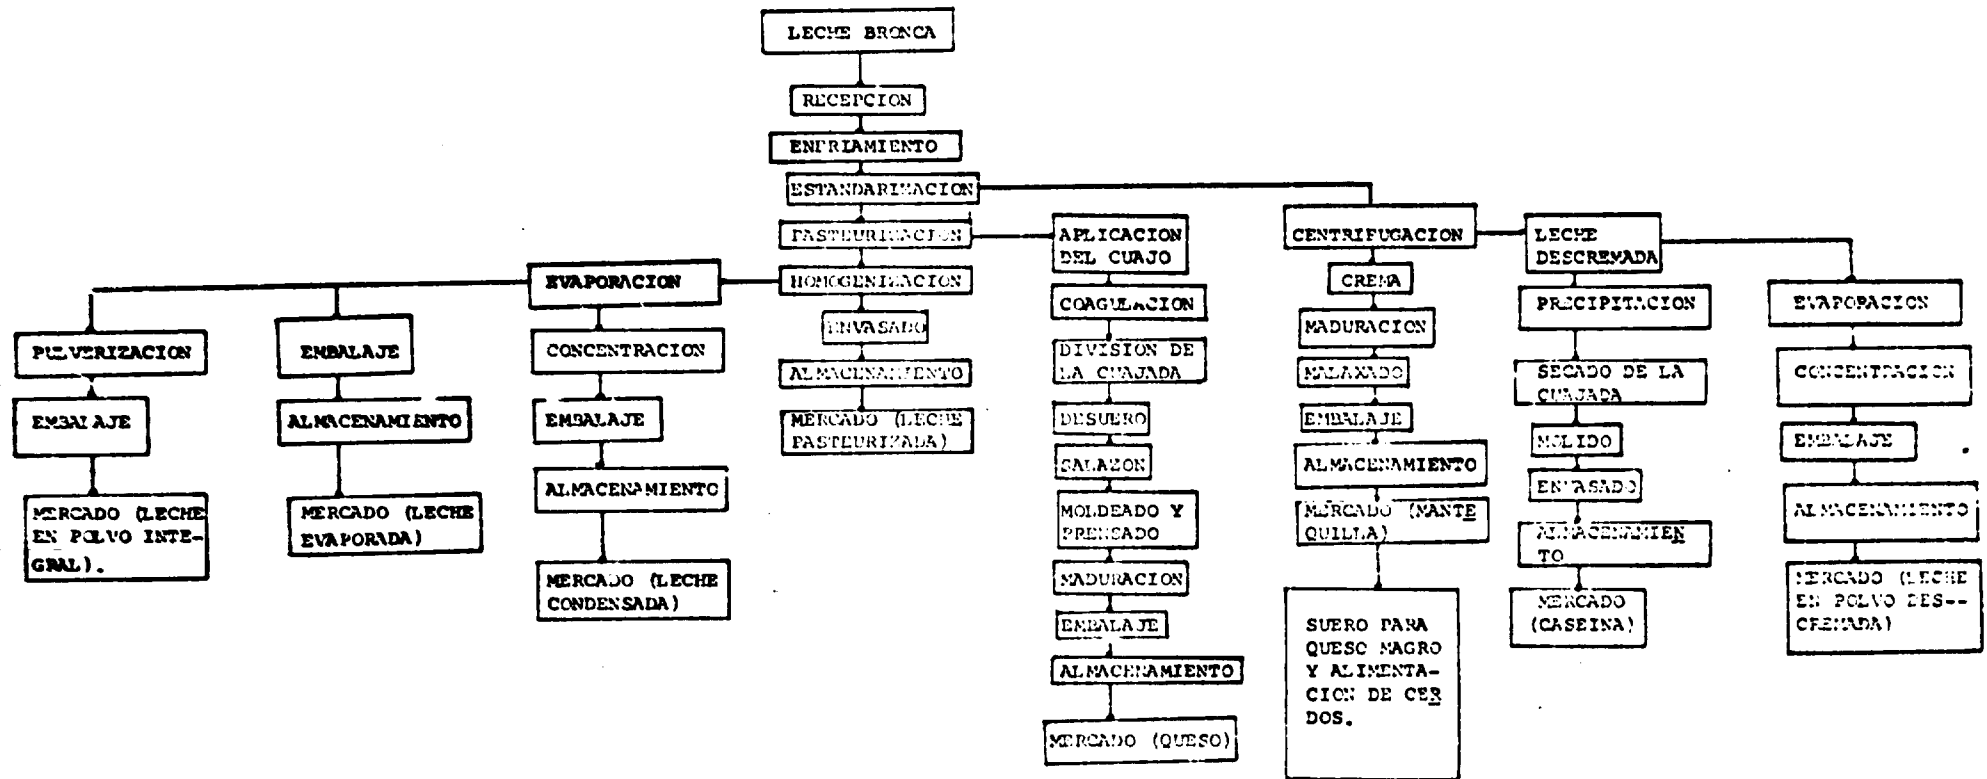 LECHE BRONCA
RECEPCION
ENFRIAMIENTO
ESTANDARIZACION
PASTEURIZACION
HOMOGENIZACION
ENVASADO
ALMACENAMIENTO
MERCADO (LECHE
PASTEURIZADA)
EVAPORACION
PULVERIZACION
EMBALAJE
MERCADO (LECHE
EN POLVO INTE-
GRAL).
EMBALAJE
ALMACENAMIENTO
MERCADO (LECHE
EVAPORADA)
CONCENTRACION
EMBALAJE
ALMACENAMIENTO
MERCADO (LECHE
CONDENSADA)
APLICACION
DEL CUAJO
COAGULACION
DIVISION DE
LA CUAJADA
DESUERO
SALAZON
MOLDEADO Y
PRENSADO
MADURACION
EMBALAJE
ALMACENAMIENTO
MERCADO (QUESO)
CENTRIFUGACION
CREMA
MADURACION
MALAXADO
EMBALAJE
ALMACENAMIENTO
MERCADO (MANTE
QUILLA)
SUERO PARA
QUESO MAGRO
Y ALIMENTA-
CION DE CER
DOS.
LECHE
DESCREMADA
PRECIPITACION
SECADO DE LA
CUAJADA
MOLIDO
ENVASADO
ALMACENAMIEN
TO
MERCADO
(CASEINA)
EVAPORACION
CONCENTRACION
EMBALAJE
ALMACENAMIENTO
MERCADO (LECHE
EN POLVO DES--
CREMADA)